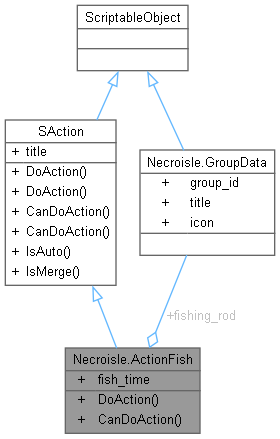 ScriptableObject
SAction
+ title
+ DoAction()
+ DoAction()
+ CanDoAction()
+ CanDoAction()
+ IsAuto()
+ IsMerge()
Necroisle.GroupData
+ group_id
+ title
+ icon
+fishing_rod
Necroisle.ActionFish
+ fish_time
+ DoAction()
+ CanDoAction()